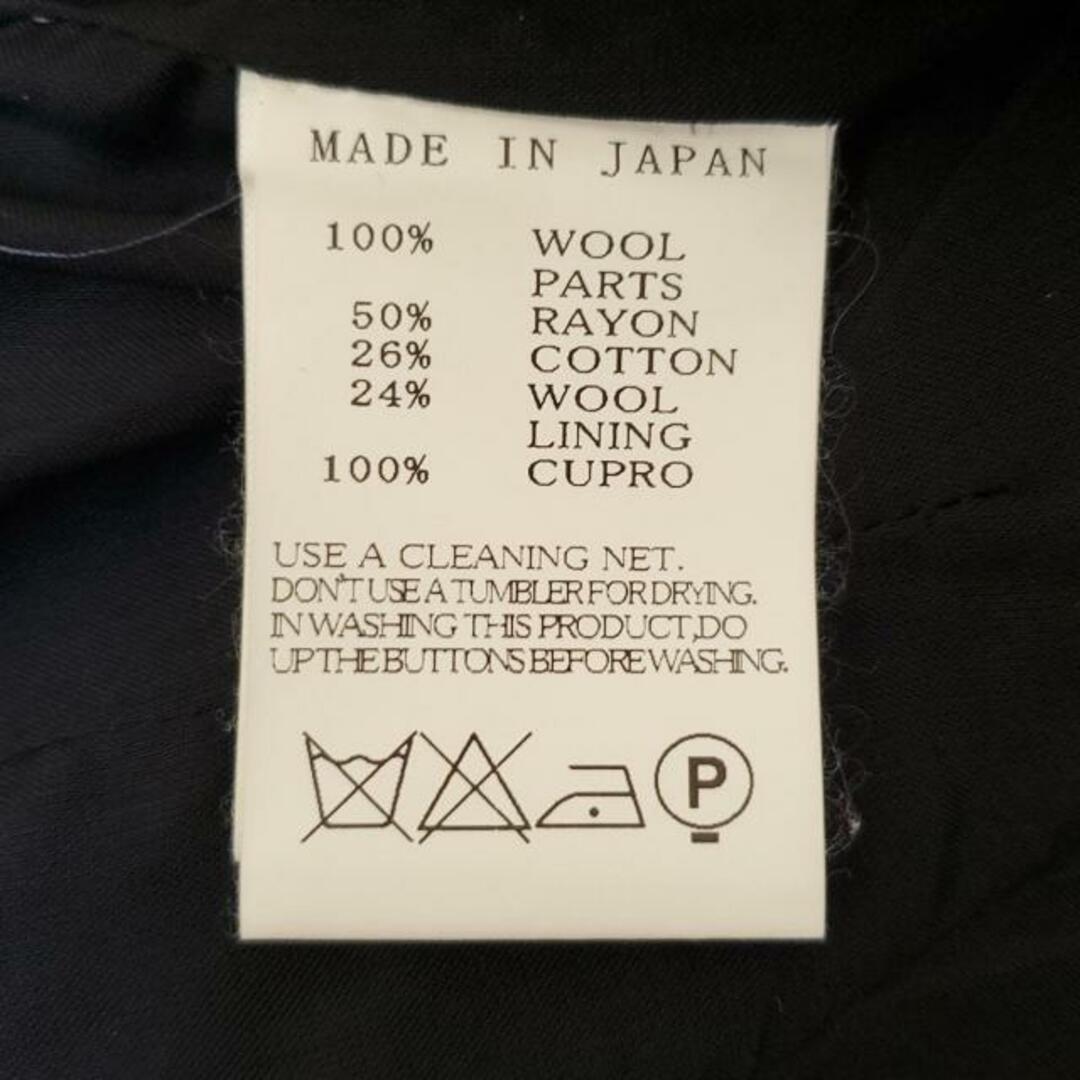 MADE IN JAPAN
100% WOOL
PARTS
50% RAYON
26% COTTON
24% WOOL
LINING
100% CUPRO
USE A CLEANING NET.
DON'T USE A TUMBLER FOR DRYING.
IN WASHING THIS PRODUCT,DO
UP THE BUTTONS BEFORE WASHING.
P